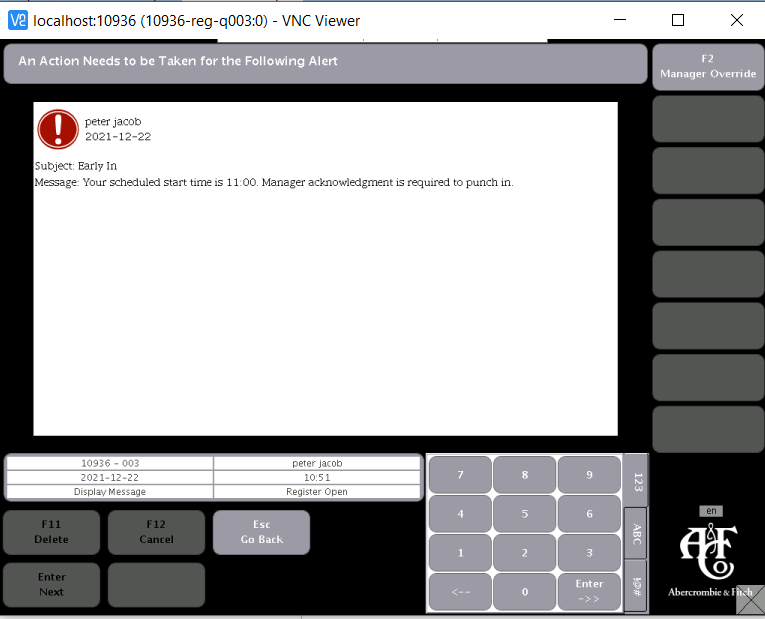 localhost:10936 (10936-reg-q003:0) - VNC Viewer
An Action Needs to be Taken for the Following Alert
F2
Manager Override
peter jacob
2021-12-22
Subject: Early In
Message: Your scheduled start time is 11:00. Manager acknowledgment is required to punch in.
10936 - 003
peter jacob
2021-12-22
10:51
Display Message
Register Open
F11
Delete
F12
Cancel
Esc
Go Back
Enter
Next
7
8
9
4
5
6
1
2
3
<--
0
Enter
->>
123
ABC
!@#
en
A&F
Co
Abercrombie & Fitch